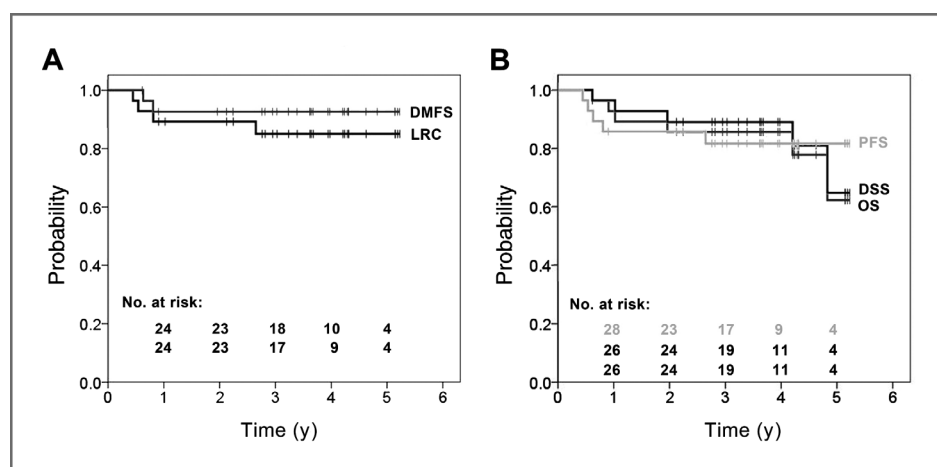 A
1.0
0.8
0.6
0.4
0.2
0.0
Probability
DMFS
LRC
No. at risk:
24 23 18 10 4
24 23 17 9 4
0 1 2 3 4 5 6
Time (y)
B
1.0
0.8
0.6
0.4
0.2
0.0
Probability
PFS
DSS
OS
No. at risk:
28 23 17 9 4
26 24 19 11 4
26 24 19 11 4
0 1 2 3 4 5 6
Time (y)